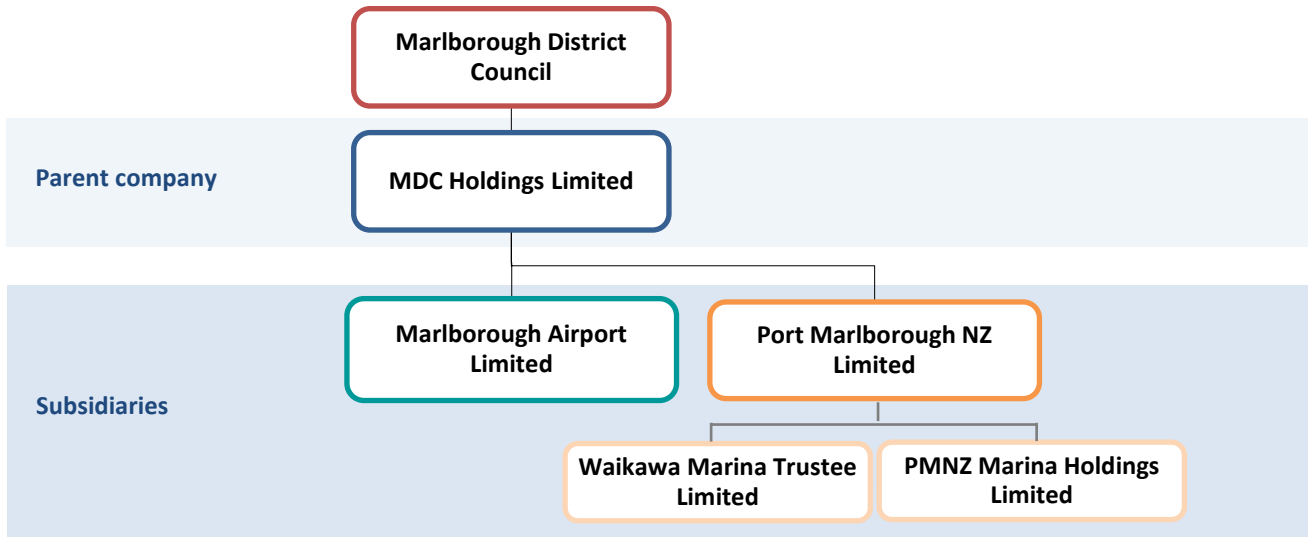 Marlborough District
Council
Parent company
MDC Holdings Limited
Marlborough Airport
Limited
Port Marlborough NZ
Limited
Subsidiaries
Waikawa Marina Trustee
Limited
PMNZ Marina Holdings
Limited